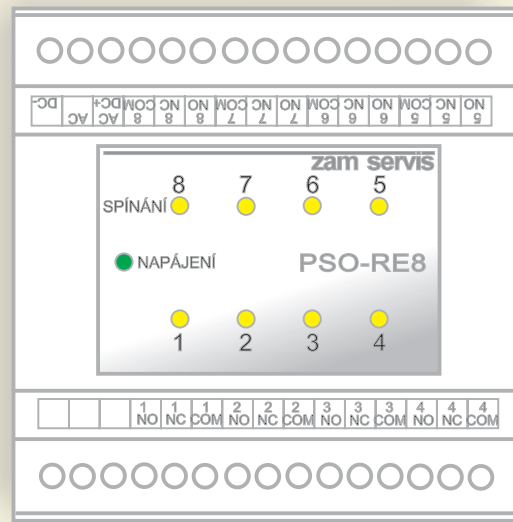 5 5 5 6 6 6 7 7 7 8 8 8 AC AC
NO NC COM NO NC COM NO NC COM NO NC COM DC+ DC-
zam servis
8 7 6 5
SPÍNÁNÍ
NAPÁJENÍ
PSO-RE8
1 2 3 4
1 1 1 2 2 2 3 3 3 4 4 4
NO NC COM NO NC COM NO NC COM NO NC COM